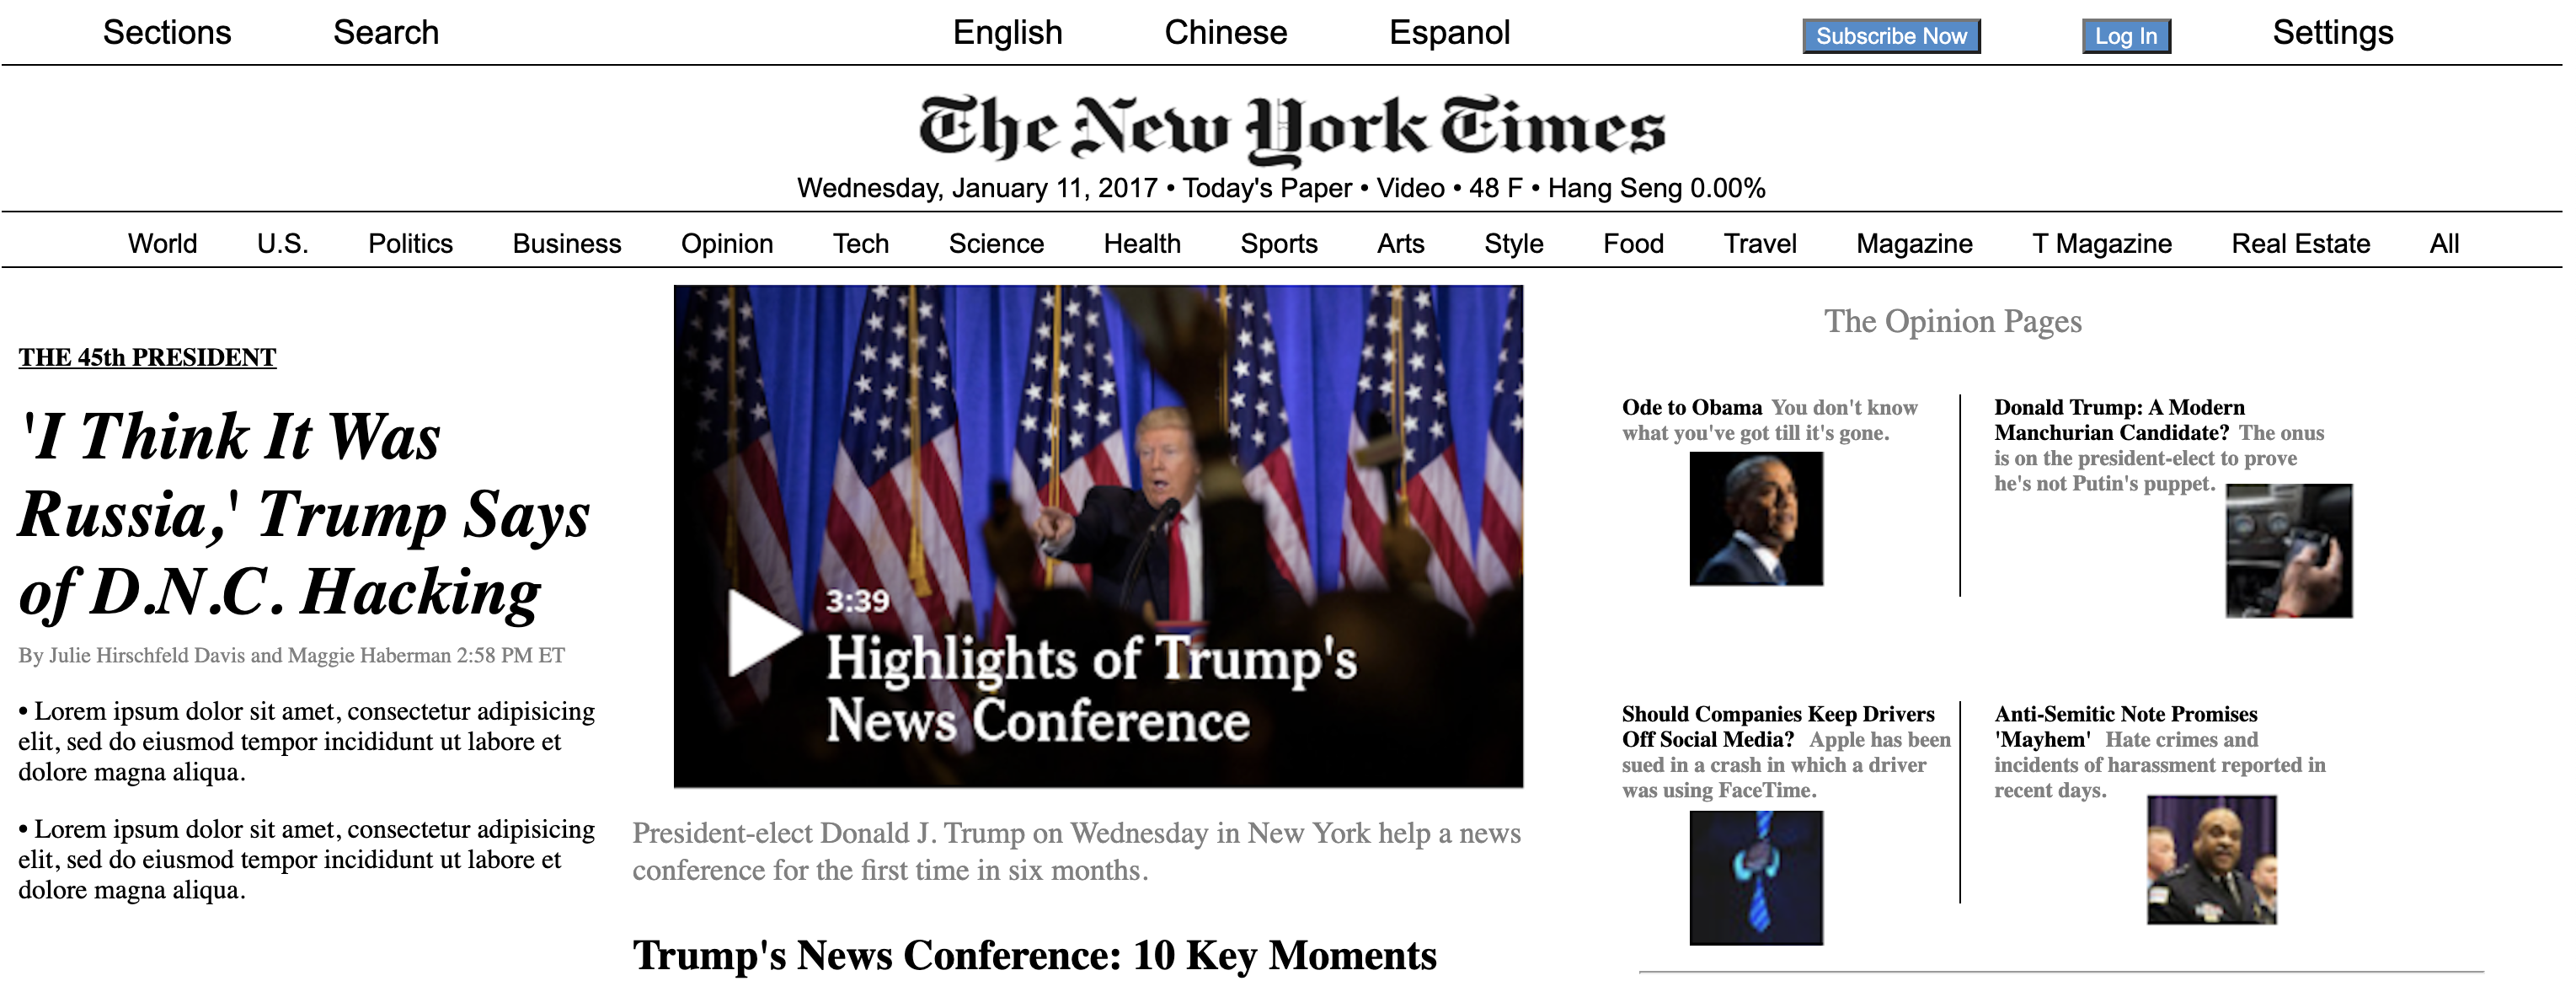 Sections Search English Chinese Espanol Subscribe Now Log In Settings
The New York Times
Wednesday, January 11, 2017 • Today's Paper • Video • 48 F • Hang Seng 0.00%
World U.S. Politics Business Opinion Tech Science Health Sports Arts Style Food Travel Magazine T Magazine Real Estate All
THE 45th PRESIDENT
'I Think It Was
Russia,' Trump Says
of D.N.C. Hacking
By Julie Hirschfeld Davis and Maggie Haberman 2:58 PM ET
• Lorem ipsum dolor sit amet, consectetur adipisicing
elit, sed do eiusmod tempor incididunt ut labore et
dolore magna aliqua.
• Lorem ipsum dolor sit amet, consectetur adipisicing
elit, sed do eiusmod tempor incididunt ut labore et
dolore magna aliqua.
3:39
Highlights of Trump's
News Conference
President-elect Donald J. Trump on Wednesday in New York help a news
conference for the first time in six months.
Trump's News Conference: 10 Key Moments
The Opinion Pages
Ode to Obama You don't know
what you've got till it's gone.
Donald Trump: A Modern
Manchurian Candidate? The onus
is on the president-elect to prove
he's not Putin's puppet.
Should Companies Keep Drivers
Off Social Media? Apple has been
sued in a crash in which a driver
was using FaceTime.
Anti-Semitic Note Promises
'Mayhem' Hate crimes and
incidents of harassment reported in
recent days.